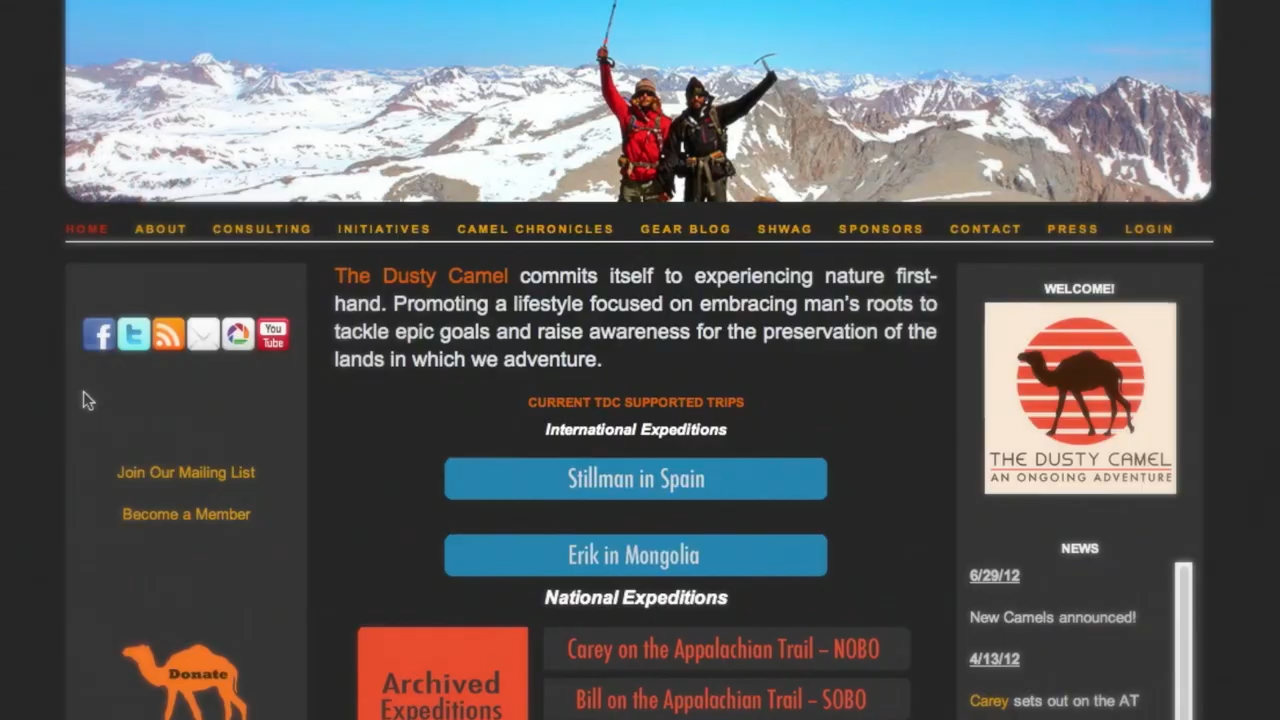 HOME ABOUT CONSULTING INITIATIVES CAMEL CHRONICLES GEAR BLOG SHWAG SPONSORS CONTACT PRESS LOGIN
You
Tube
Join Our Mailing List
Become a Member
Donate
The Dusty Camel commits itself to experiencing nature first-
hand. Promoting a lifestyle focused on embracing man's roots to
tackle epic goals and raise awareness for the preservation of the
lands in which we adventure.
CURRENT TDC SUPPORTED TRIPS
International Expeditions
Stillman in Spain
Erik in Mongolia
National Expeditions
Archived
Expeditions
Carey on the Appalachian Trail – NOBO
Bill on the Appalachian Trail – SOBO
WELCOME!
THE DUSTY CAMEL
AN ONGOING ADVENTURE
NEWS
6/29/12
New Camels announced!
4/13/12
Carey sets out on the AT